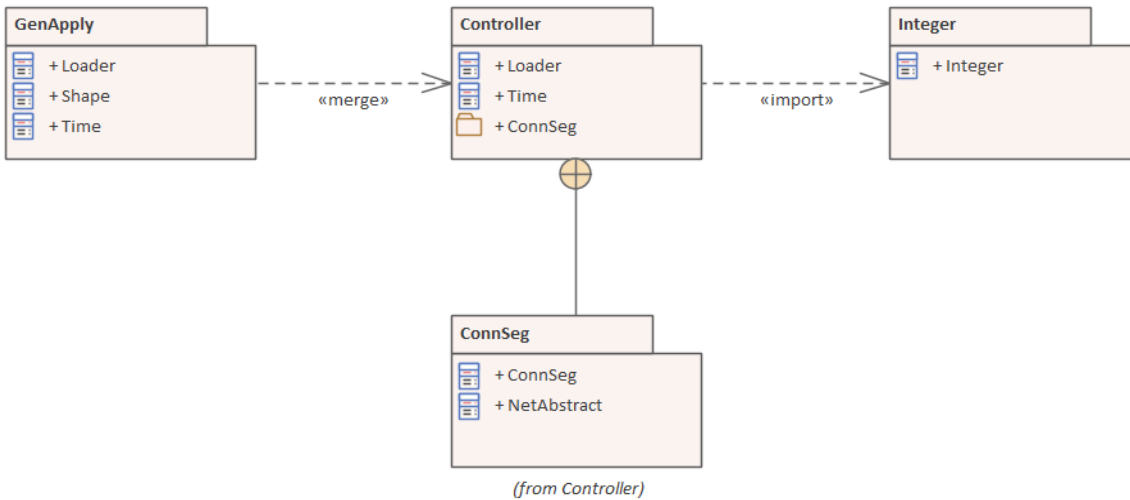 GenApply
+ Loader
+ Shape
+ Time
«merge»
Controller
+ Loader
+ Time
+ ConnSeg
«import»
Integer
+ Integer
ConnSeg
+ ConnSeg
+ NetAbstract
(from Controller)